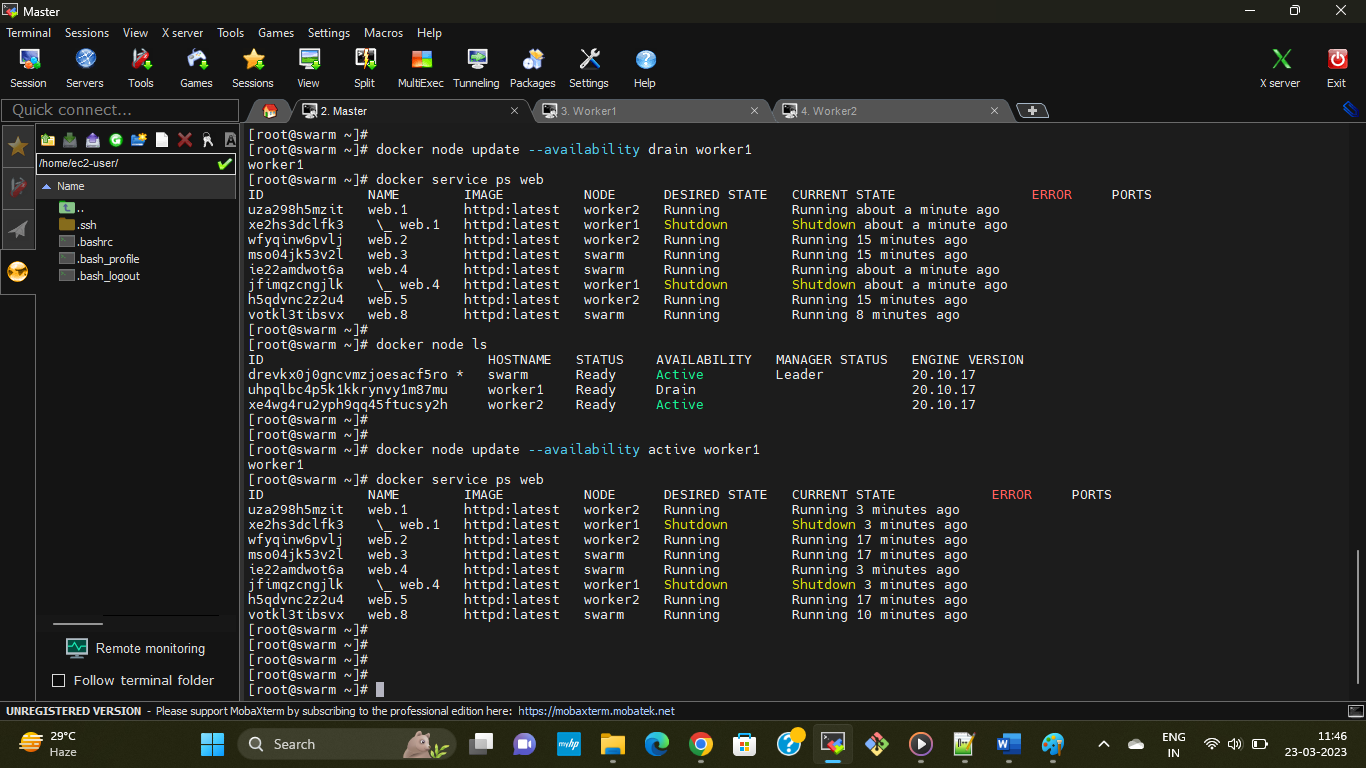 Master
Terminal Sessions View X server Tools Games Settings Macros Help
Session Servers Tools Games Sessions View Split MultiExec Tunneling Packages Settings Help X server Exit
Quick connect...
2. Master
3. Worker1
4. Worker2
/home/ec2-user/
Name
..
.ssh
.bashrc
.bash_profile
.bash_logout
Remote monitoring
Follow terminal folder
[root@swarm ~]#
[root@swarm ~]# docker node update --availability drain worker1
worker1
[root@swarm ~]# docker service ps web
ID NAME IMAGE NODE DESIRED STATE CURRENT STATE ERROR PORTS
uza298h5mzit web.1 httpd:latest worker2 Running Running about a minute ago
xe2hs3dclfk3 \_ web.1 httpd:latest worker1 Shutdown Shutdown about a minute ago
wfyqinw6pvlj web.2 httpd:latest worker2 Running Running 15 minutes ago
mso04jk53v2l web.3 httpd:latest swarm Running Running 15 minutes ago
ie22amdwot6a web.4 httpd:latest swarm Running Running about a minute ago
jfimqzcngjlk \_ web.4 httpd:latest worker1 Shutdown Shutdown about a minute ago
h5qdvnc2z2u4 web.5 httpd:latest worker2 Running Running 15 minutes ago
votkl3tibsvx web.8 httpd:latest swarm Running Running 8 minutes ago
[root@swarm ~]#
[root@swarm ~]# docker node ls
ID HOSTNAME STATUS AVAILABILITY MANAGER STATUS ENGINE VERSION
drevkx0j0gncvmzjoesacf5ro * swarm Ready Active Leader 20.10.17
uhpqlbc4p5k1kkrynvy1m87mu worker1 Ready Drain 20.10.17
xe4wg4ru2yph9qq45ftucsy2h worker2 Ready Active 20.10.17
[root@swarm ~]#
[root@swarm ~]#
[root@swarm ~]# docker node update --availability active worker1
worker1
[root@swarm ~]# docker service ps web
ID NAME IMAGE NODE DESIRED STATE CURRENT STATE ERROR PORTS
uza298h5mzit web.1 httpd:latest worker2 Running Running 3 minutes ago
xe2hs3dclfk3 \_ web.1 httpd:latest worker1 Shutdown Shutdown 3 minutes ago
wfyqinw6pvlj web.2 httpd:latest worker2 Running Running 17 minutes ago
mso04jk53v2l web.3 httpd:latest swarm Running Running 17 minutes ago
ie22amdwot6a web.4 httpd:latest swarm Running Running 3 minutes ago
jfimqzcngjlk \_ web.4 httpd:latest worker1 Shutdown Shutdown 3 minutes ago
h5qdvnc2z2u4 web.5 httpd:latest worker2 Running Running 17 minutes ago
votkl3tibsvx web.8 httpd:latest swarm Running Running 10 minutes ago
[root@swarm ~]#
[root@swarm ~]#
[root@swarm ~]#
[root@swarm ~]#
[root@swarm ~]#
UNREGISTERED VERSION - Please support MobaXterm by subscribing to the professional edition here: https://mobaxterm.mobatek.net
29°C
Haze
Search
myhp
ENG
IN
11:46
23-03-2023